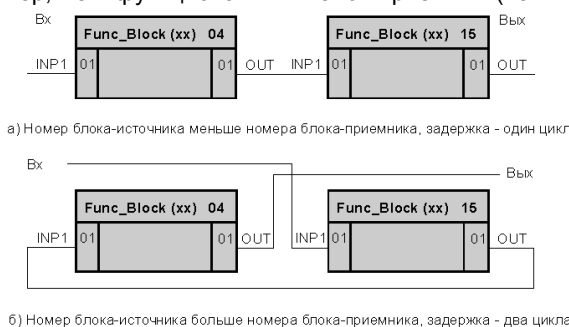 Вх Вых
Func_Block (xx) 04 Func_Block (xx) 15
INP1 01 01 OUT INP1 01 01 OUT
а) Номер блока-источника меньше номера блока-приемника, задержка - один цикл
Вх
Вых
Func_Block (xx) 04 Func_Block (xx) 15
INP1 01 01 OUT INP1 01 01 OUT
б) Номер блока-источника больше номера блока-приемника, задержка - два цикла